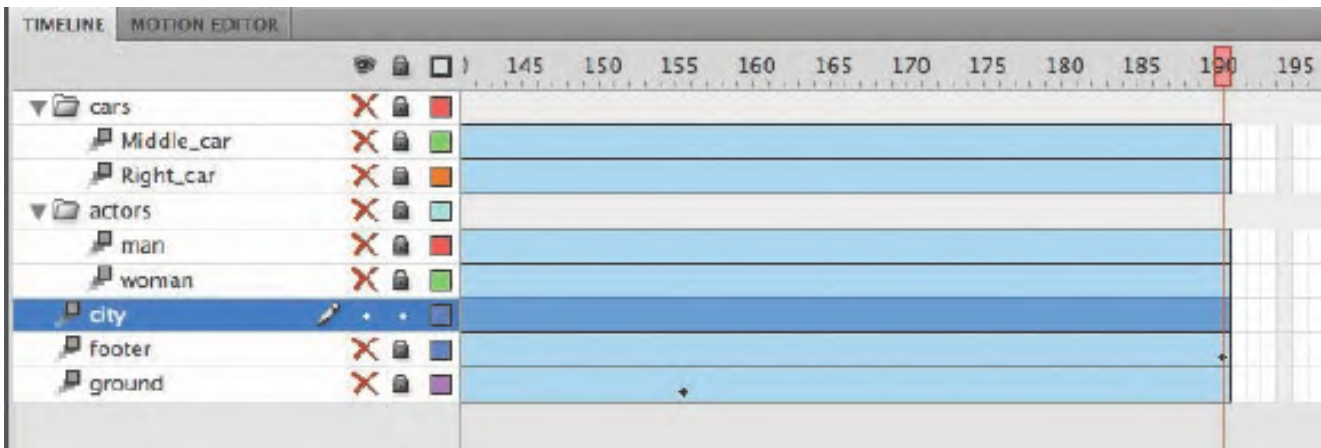 TIMELINE MOTION EDITOR
145 150 155 160 165 170 175 180 185 190 195
cars
Middle_car
Right_car
actors
man
woman
city
footer
ground